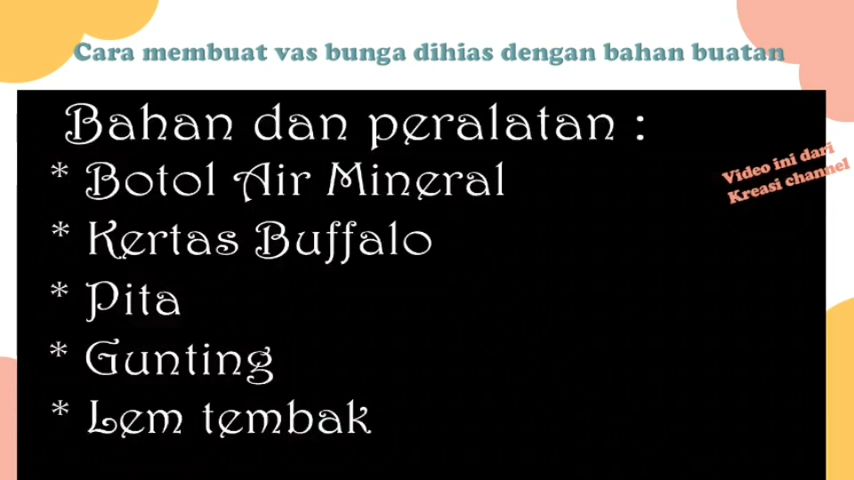 Cara membuat vas bunga dihias dengan bahan buatan
Bahan dan peralatan :
* Botol Air Mineral
* Kertas Buffalo
* Pita
* Gunting
* Lem tembak
Video ini dari
Kreasi channel